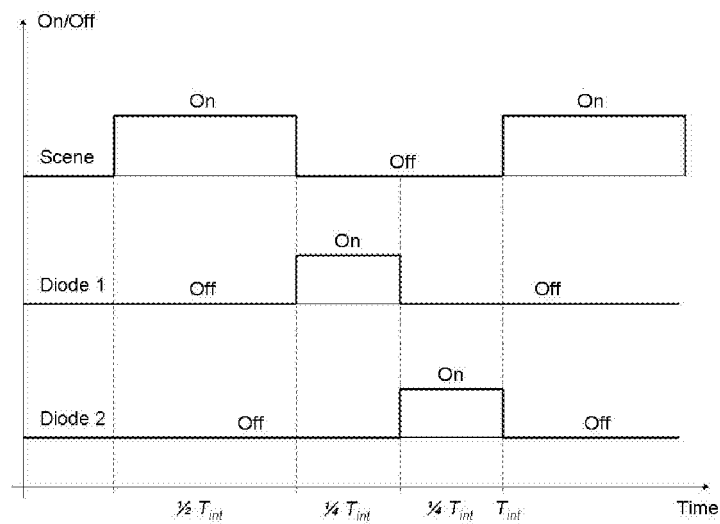 On/Off
On On
Scene Off
On
Diode 1 Off Off
On
Diode 2 Off Off
½ T_int ¼ T_int ¼ T_int T_int Time